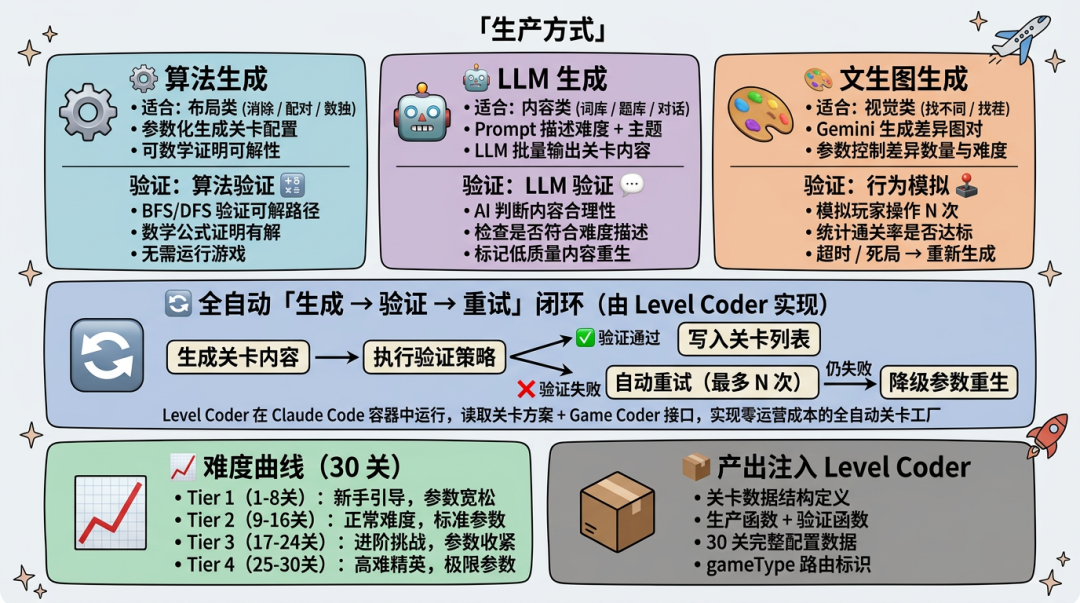 「生产方式」
算法生成
• 适合：布局类 (消除 / 配对 / 数独)
• 参数化生成关卡配置
• 可数学证明可解性
验证：算法验证
• BFS/DFS 验证可解路径
• 数学公式证明有解
• 无需运行游戏
LLM 生成
• 适合：内容类 (词库 / 题库 / 对话)
• Prompt 描述难度 + 主题
• LLM 批量输出关卡内容
验证：LLM 验证
• AI 判断内容合理性
• 检查是否符合难度描述
• 标记低质量内容重生
文生图生成
• 适合：视觉类 (找不同 / 找茬)
• Gemini 生成差异图对
• 参数控制差异数量与难度
验证：行为模拟
• 模拟玩家操作 N 次
• 统计通关率是否达标
• 超时 / 死局 → 重新生成
全自动「生成 → 验证 → 重试」闭环（由 Level Coder 实现）
生成关卡内容
执行验证策略
验证通过
写入关卡列表
验证失败
自动重试（最多 N 次）
仍失败
降级参数重生
Level Coder 在 Claude Code 容器中运行，读取关卡方案 + Game Coder 接口，实现零运营成本的全自动关卡工厂
难度曲线（30 关）
• Tier 1（1-8关）：新手引导，参数宽松
• Tier 2（9-16关）：正常难度，标准参数
• Tier 3（17-24关）：进阶挑战，参数收紧
• Tier 4（25-30关）：高难精英，极限参数
产出注入 Level Coder
• 关卡数据结构定义
• 生产函数 + 验证函数
• 30 关完整配置数据
• gameType 路由标识